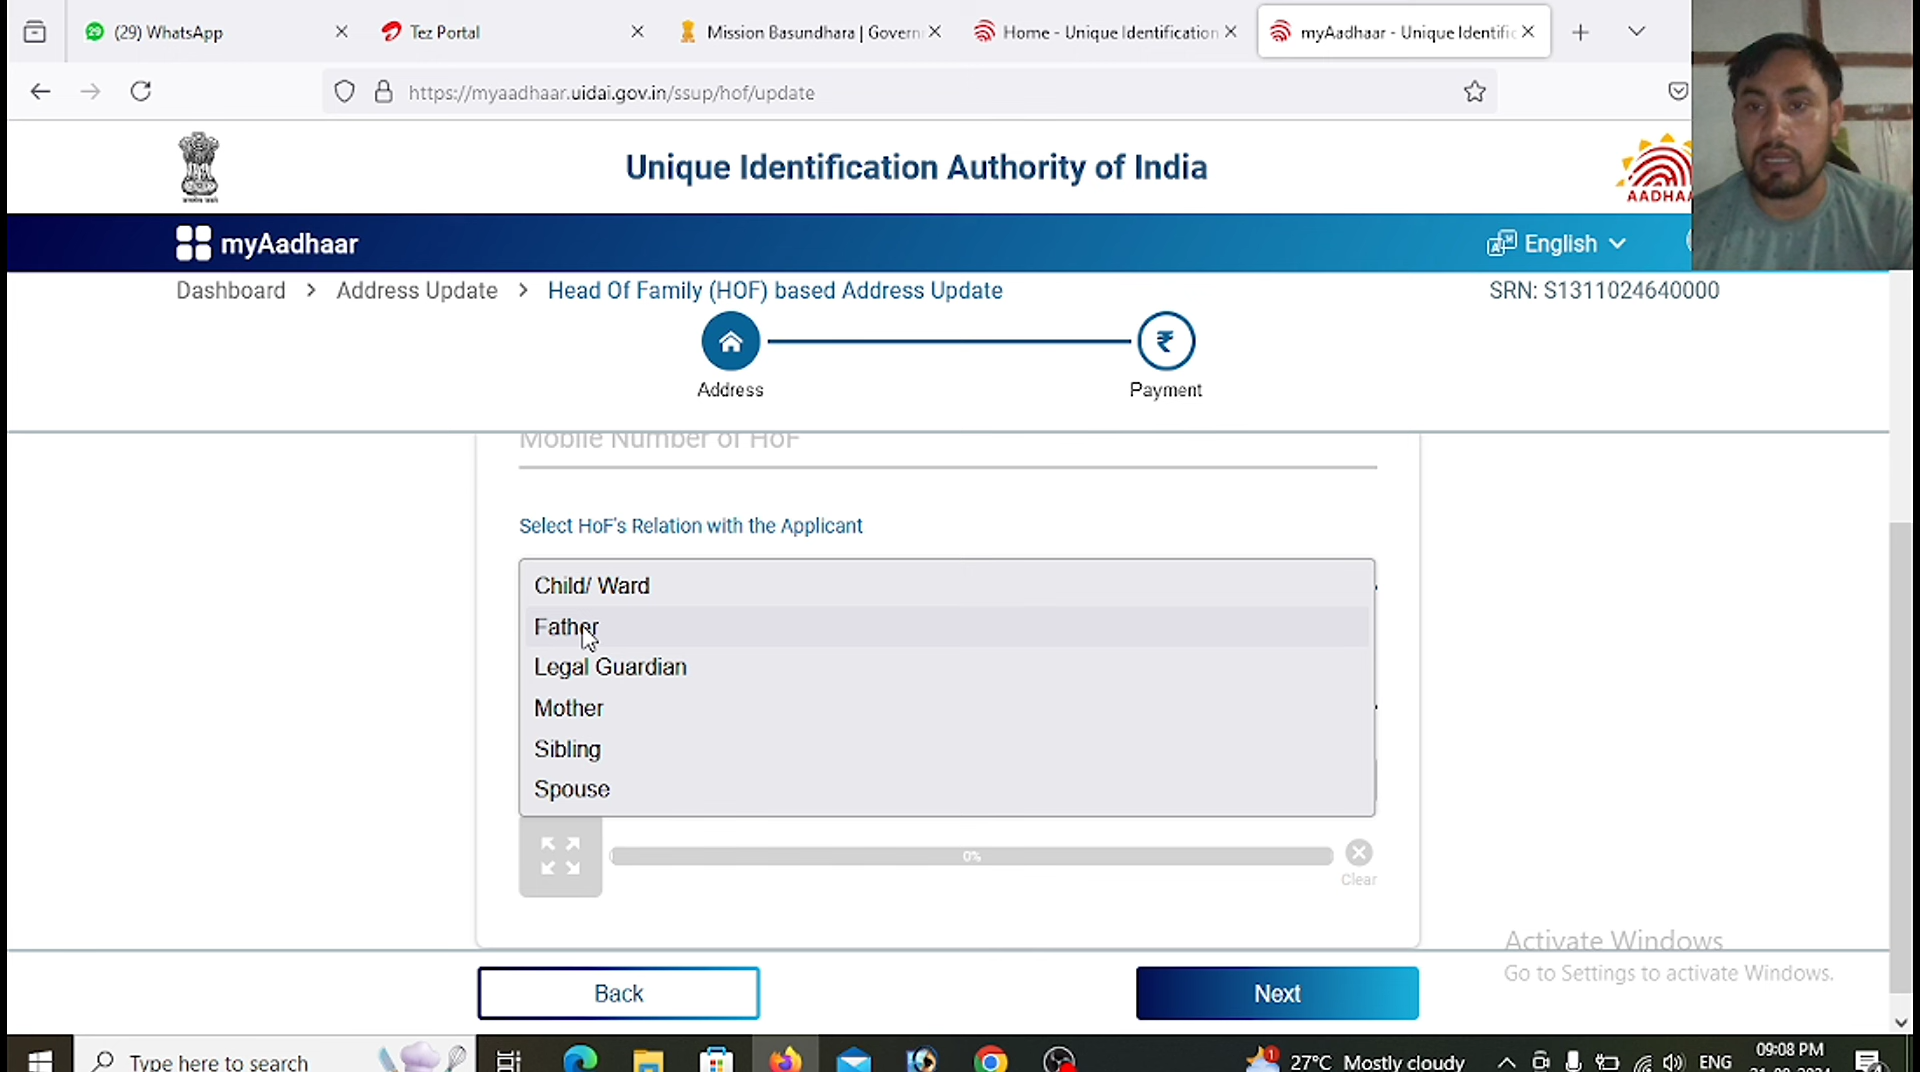 (29) WhatsApp
Tez Portal
Mission Basundhara | Govern
Home - Unique Identification
myAadhaar - Unique Identific
https://myaadhaar.uidai.gov.in/ssup/hof/update
Unique Identification Authority of India
AADHAA
myAadhaar
English
Dashboard > Address Update > Head Of Family (HOF) based Address Update
SRN: S1311024640000
Address
Payment
Mobile Number of HoF
Select HoF's Relation with the Applicant
Child/ Ward
Father
Legal Guardian
Mother
Sibling
Spouse
0%
Clear
Activate Windows
Go to Settings to activate Windows.
Back
Next
Type here to search
1
27°C Mostly cloudy
ENG
09:08 PM